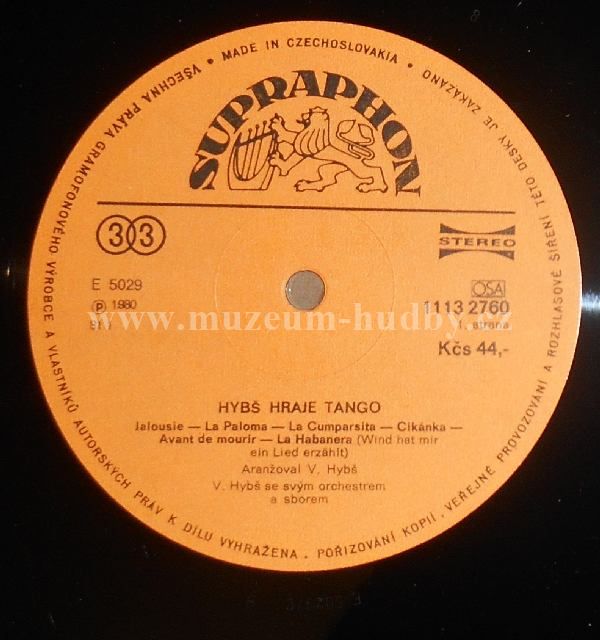 VŠECHNA PRÁVA GRAMOFONOVÉHO VÝROBCE A VLASTNÍKŮ AUTORSKÝCH PRÁV K DÍLU VYHRAŽENA. POŘIZOVÁNÍ KOPIÍ, VEŘEJNÉ PROVOZOVÁNÍ A ROZHLASOVÉ ŠÍŘENÍ TÉTO DESKY JE ZAKÁZÁNO
• MADE IN CZECHOSLOVAKIA •
SUPRAPHON
33
STEREO
E 5029
OSA
Ⓟ 1980
1113 2760
www.muzeum-hudby.cz
strana
Kčs 44,-
HYBŠ HRAJE TANGO
Jalousie — La Paloma — La Cumparsita — Cikánka —
Avant de mourir — La Habanera (Wind hat mir
ein Lied erzählt)
Aranžoval V. Hybš
V. Hybš se svým orchestrem
a sborem